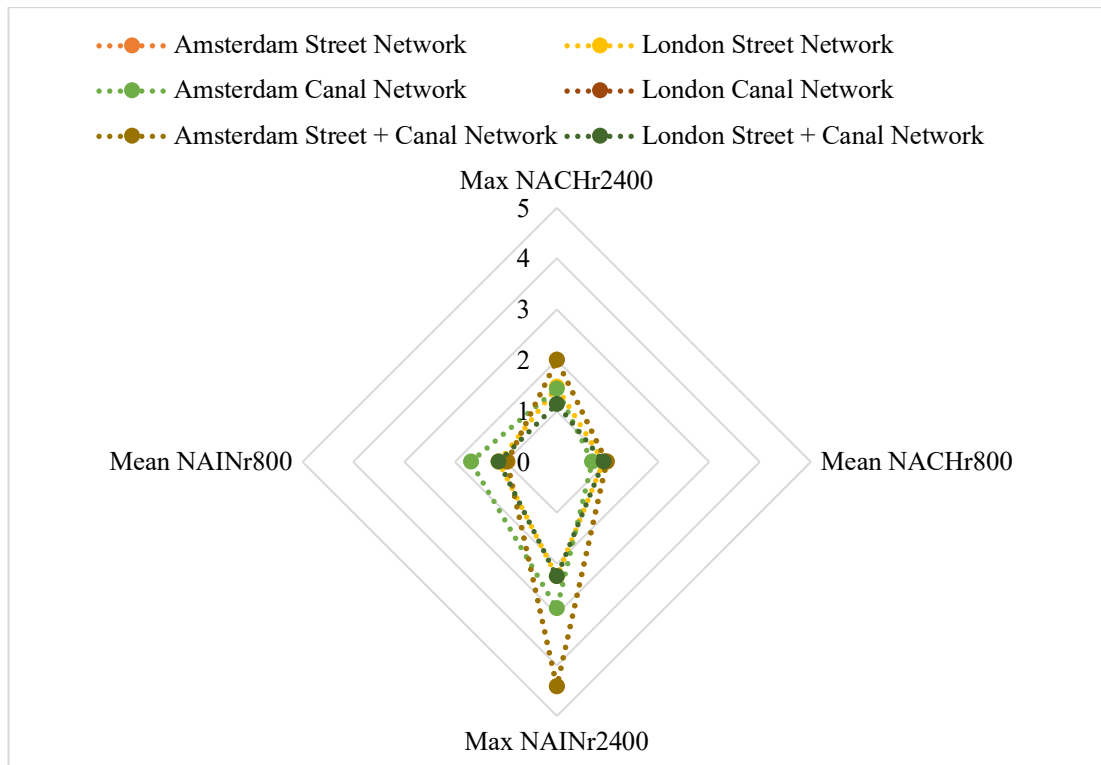 Amsterdam Street Network
London Street Network
Amsterdam Canal Network
London Canal Network
Amsterdam Street + Canal Network
London Street + Canal Network
Max NACHr2400
5
4
3
2
1
0
Mean NAINr800
Mean NACHr800
Max NAINr2400